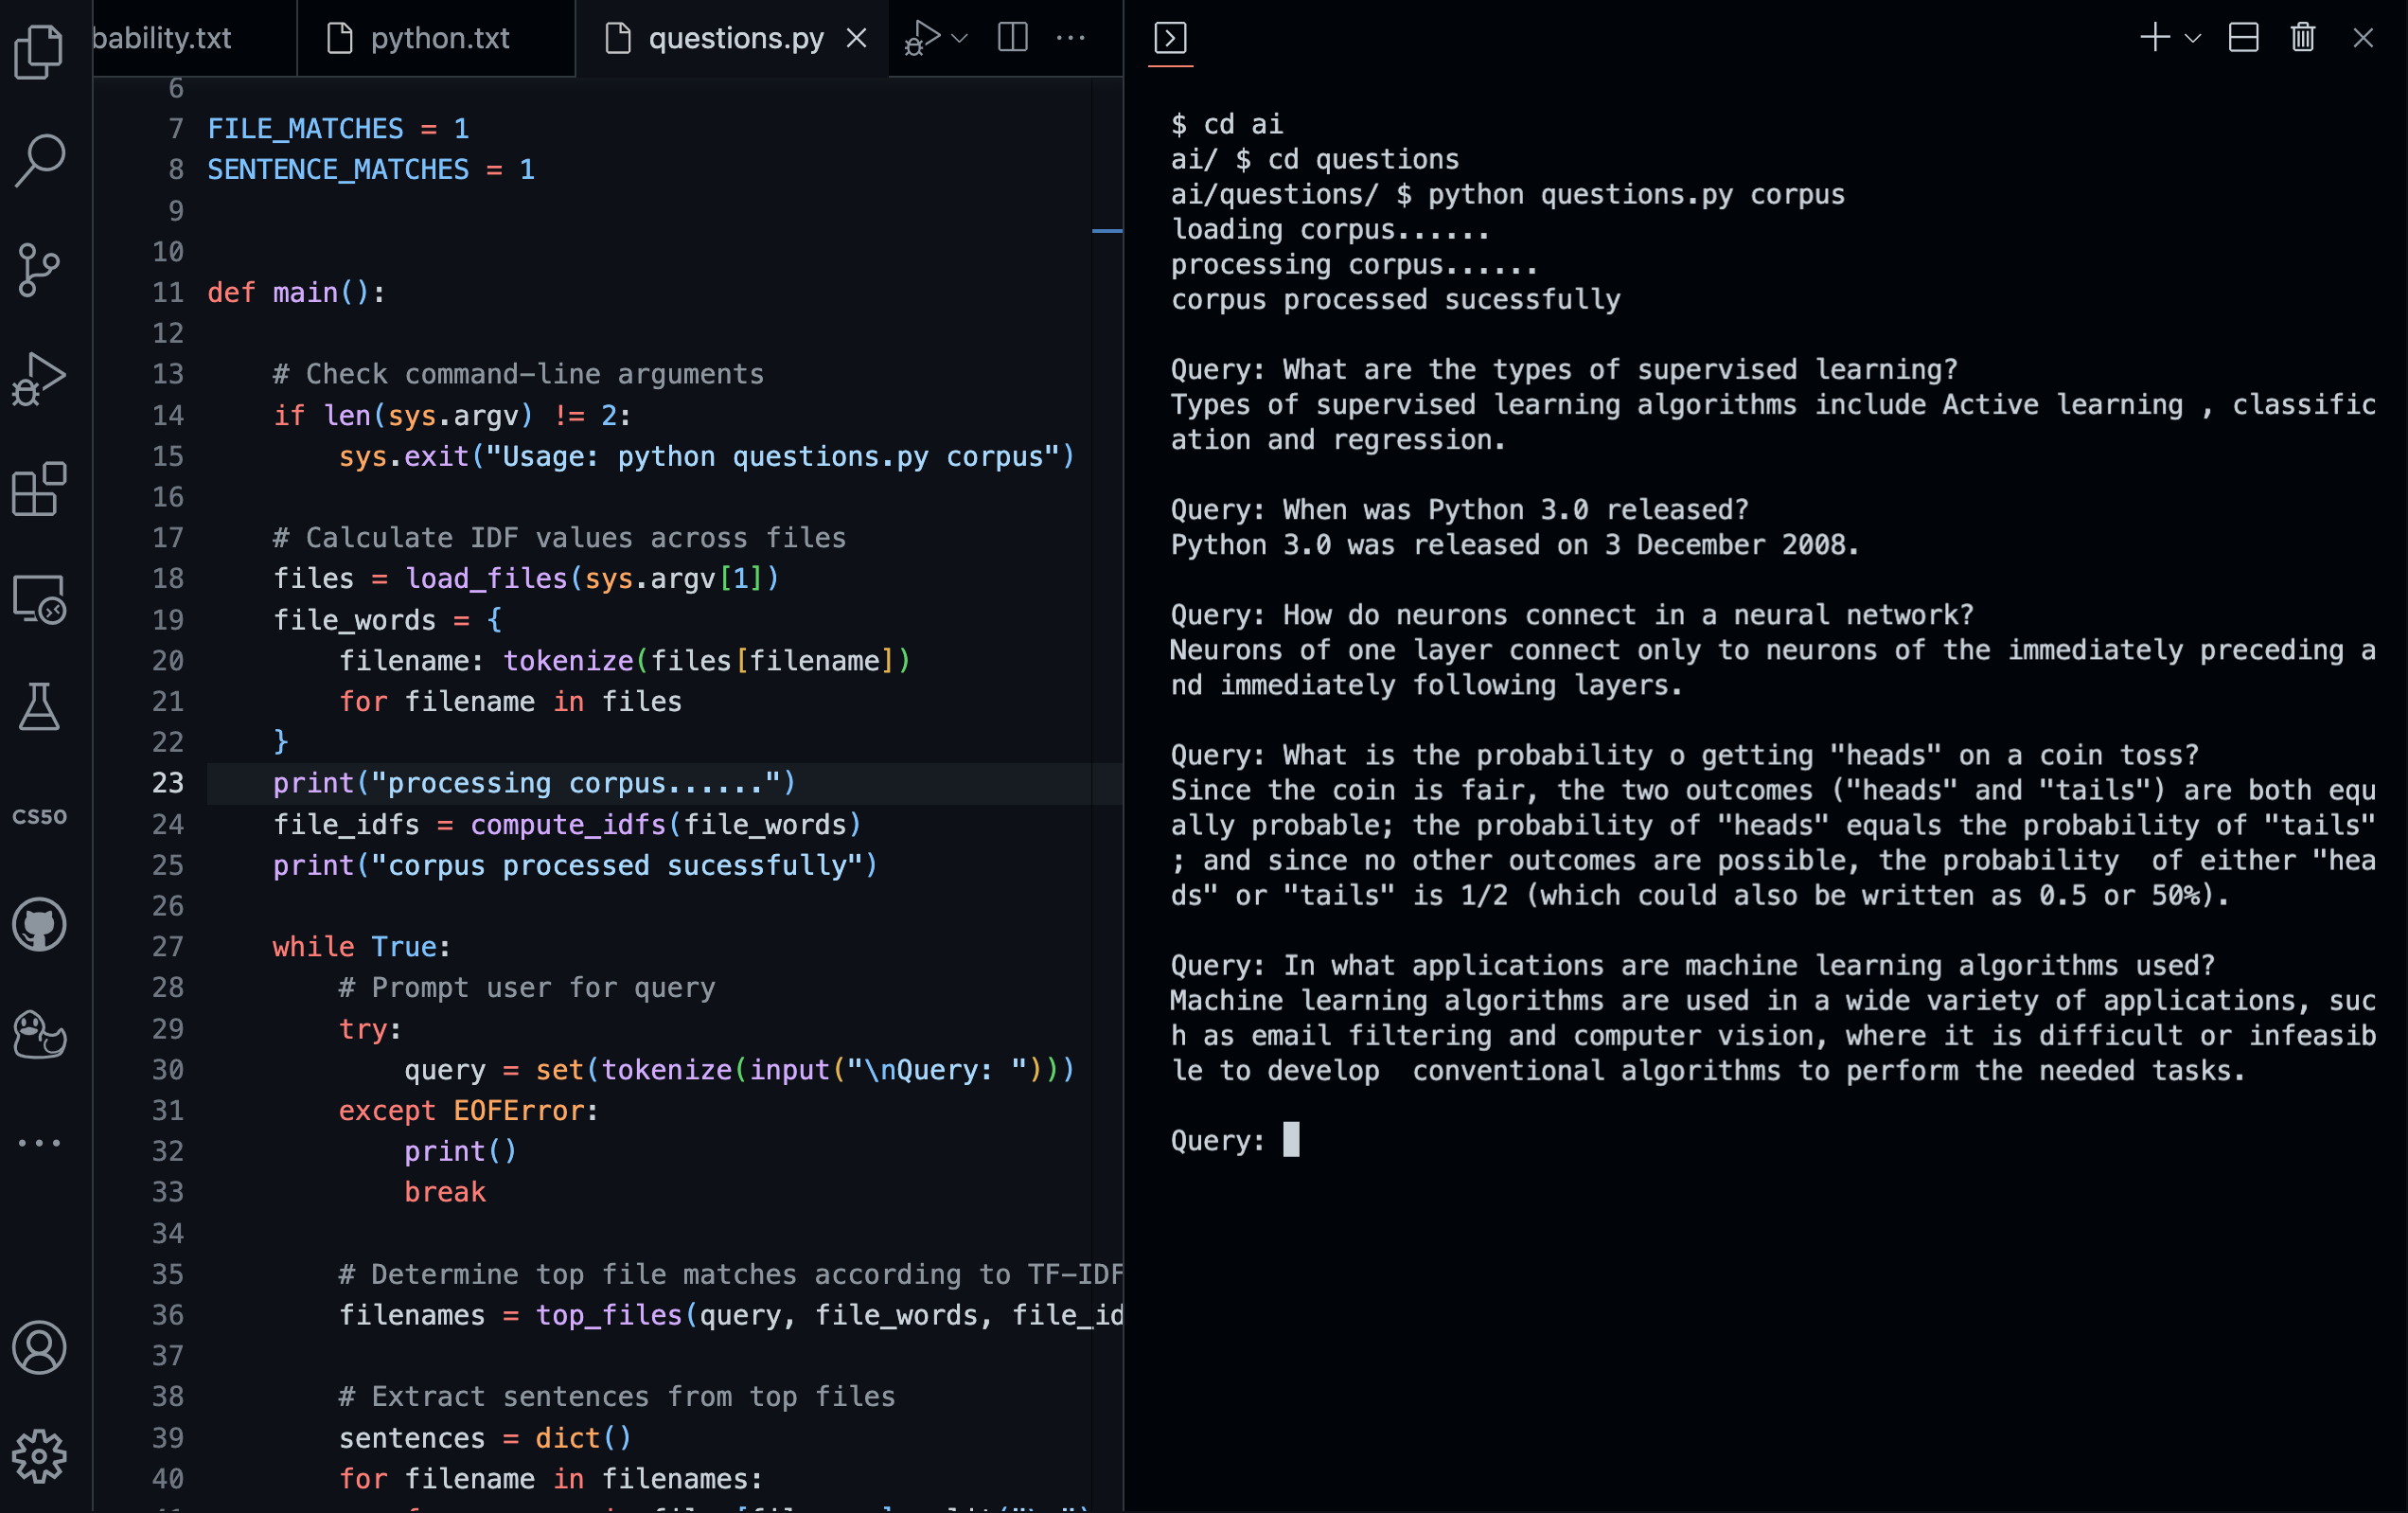 bability.txt
python.txt
questions.py
6
7 FILE_MATCHES = 1
8 SENTENCE_MATCHES = 1
9
10
11 def main():
12
13     # Check command-line arguments
14     if len(sys.argv) != 2:
15         sys.exit("Usage: python questions.py corpus")
16
17     # Calculate IDF values across files
18     files = load_files(sys.argv[1])
19     file_words = {
20         filename: tokenize(files[filename])
21         for filename in files
22     }
23     print("processing corpus......")
24     file_idfs = compute_idfs(file_words)
25     print("corpus processed sucessfully")
26
27     while True:
28         # Prompt user for query
29         try:
30             query = set(tokenize(input("\nQuery: ")))
31         except EOFError:
32             print()
33             break
34
35         # Determine top file matches according to TF-IDF
36         filenames = top_files(query, file_words, file_id
37
38         # Extract sentences from top files
39         sentences = dict()
40         for filename in filenames:
CS50
$ cd ai
ai/ $ cd questions
ai/questions/ $ python questions.py corpus
loading corpus......
processing corpus......
corpus processed sucessfully
Query: What are the types of supervised learning?
Types of supervised learning algorithms include Active learning , classific
ation and regression.
Query: When was Python 3.0 released?
Python 3.0 was released on 3 December 2008.
Query: How do neurons connect in a neural network?
Neurons of one layer connect only to neurons of the immediately preceding a
nd immediately following layers.
Query: What is the probability o getting "heads" on a coin toss?
Since the coin is fair, the two outcomes ("heads" and "tails") are both equ
ally probable; the probability of "heads" equals the probability of "tails"
; and since no other outcomes are possible, the probability  of either "hea
ds" or "tails" is 1/2 (which could also be written as 0.5 or 50%).
Query: In what applications are machine learning algorithms used?
Machine learning algorithms are used in a wide variety of applications, suc
h as email filtering and computer vision, where it is difficult or infeasib
le to develop  conventional algorithms to perform the needed tasks.
Query: